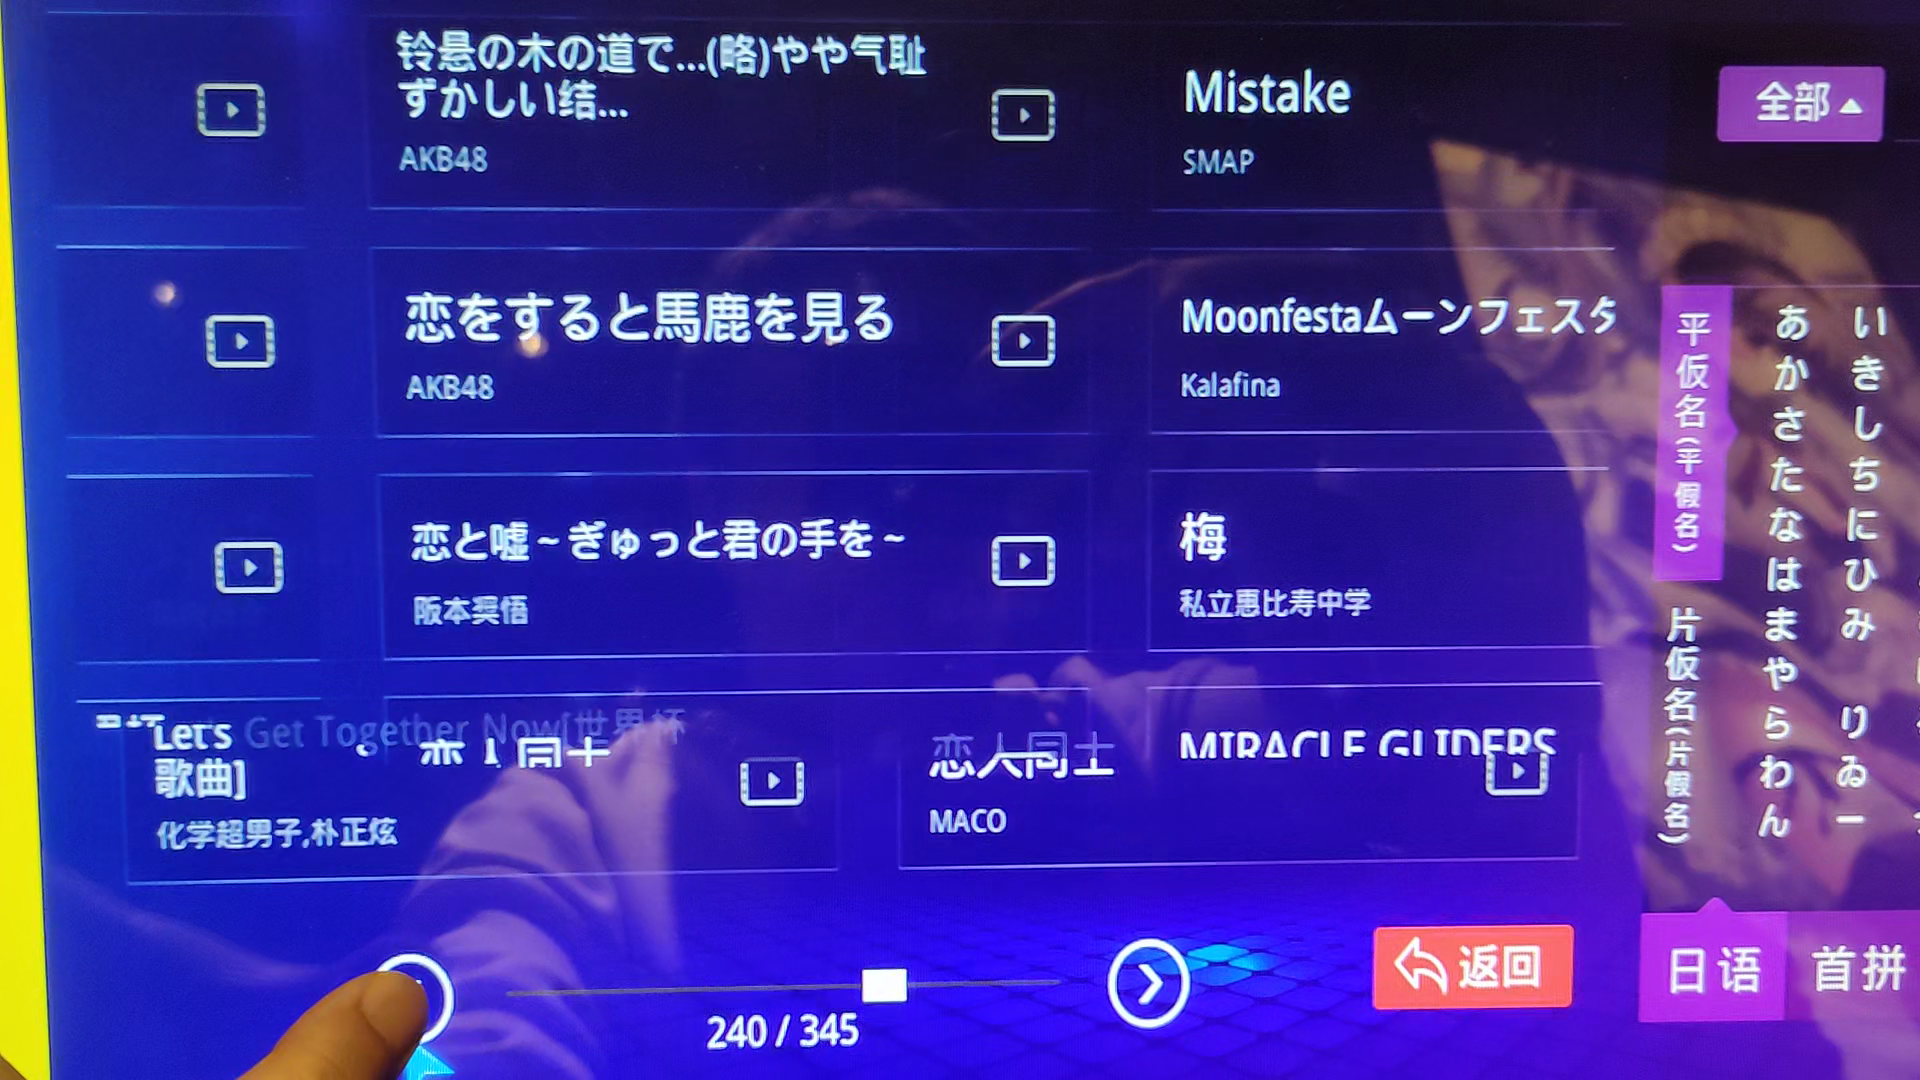 铃悬の木の道で...(略)やや气耻
ずかしい结...
AKB48
Mistake
SMAP
全部
恋をすると馬鹿を見る
AKB48
Moonfestaムーンフェスタ
Kalafina
恋と嘘~ぎゅっと君の手を~
阪本奨悟
梅
私立惠比寿中学
Let's Get Together Now[世界杯
歌曲]
化学超男子,朴正炫
恋人同士
恋人同士
MACO
MIRACLE GLIDERS
240 / 345
返回
平仮名(平假名)
片仮名(片假名)
あかさたなはまやらわん
いきしちにひみ りゐー
日语
首拼